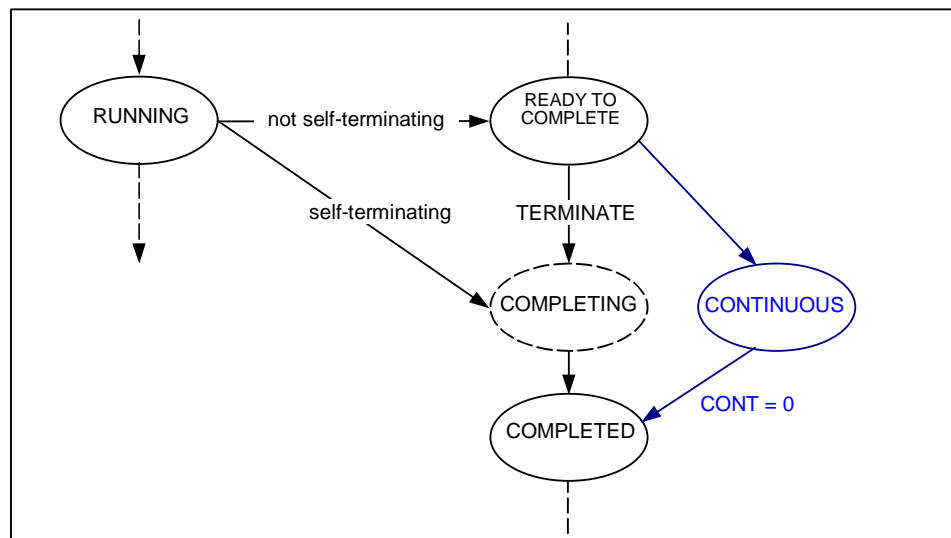 RUNNING
not self-terminating
READY TO
COMPLETE
self-terminating
TERMINATE
COMPLETING
CONTINUOUS
CONT = 0
COMPLETED